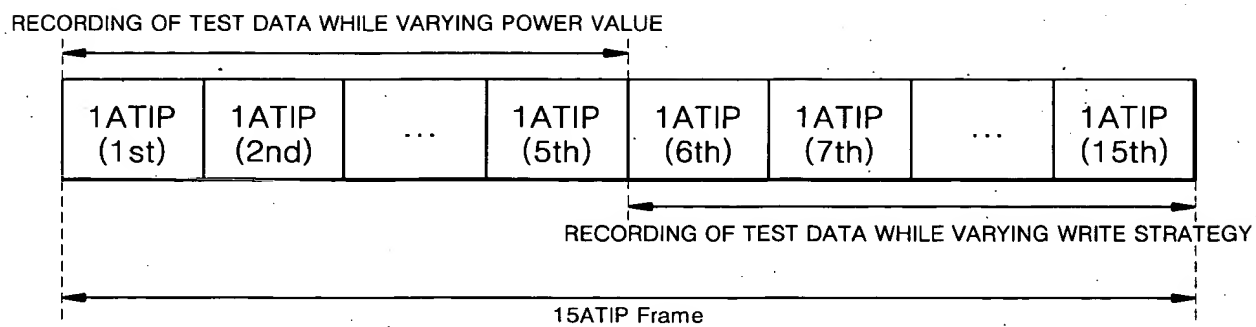 RECORDING OF TEST DATA WHILE VARYING POWER VALUE
1ATIP 1ATIP ... 1ATIP 1ATIP 1ATIP ... 1ATIP
(1st) (2nd) (5th) (6th) (7th) (15th)
RECORDING OF TEST DATA WHILE VARYING WRITE STRATEGY
15ATIP Frame